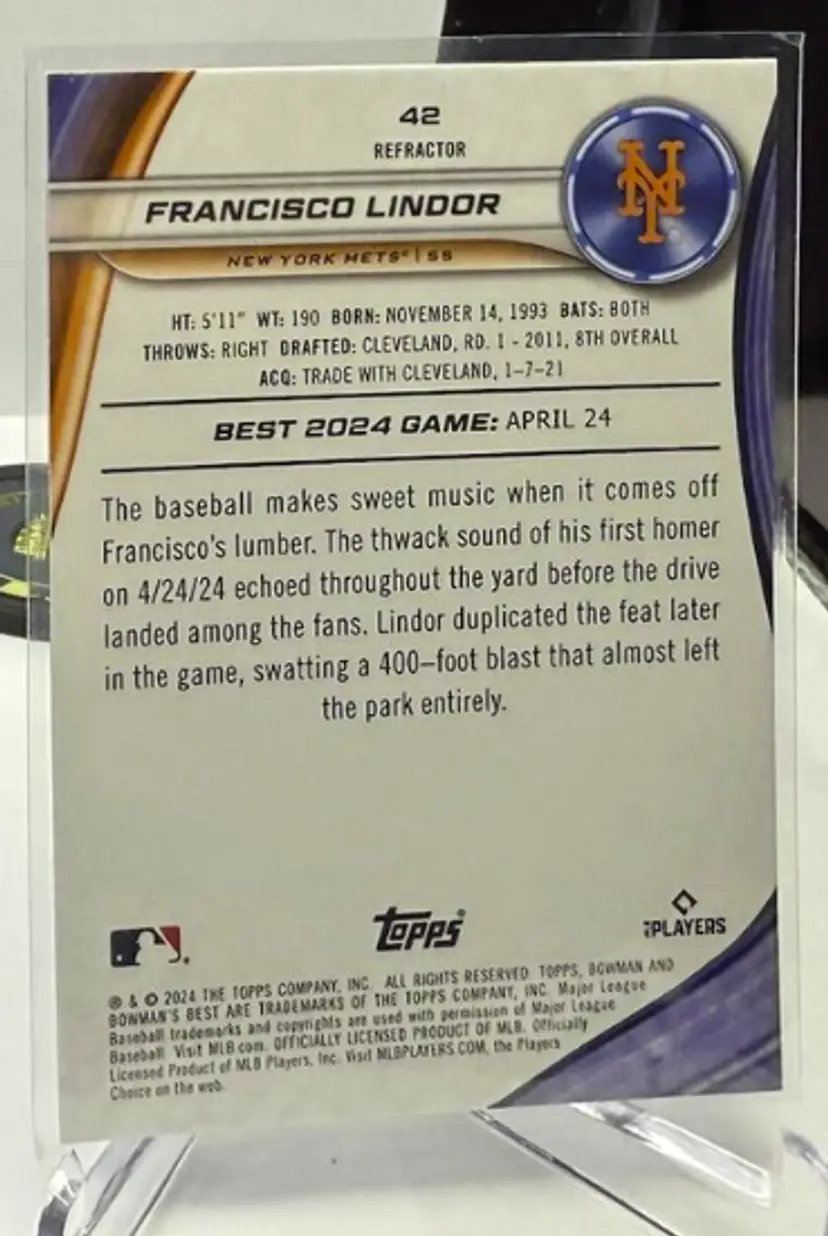 42
REFRACTOR
FRANCISCO LINDOR
NY
NEW YORK METS® | SS
HT: 5'11" WT: 190 BORN: NOVEMBER 14, 1993 BATS: BOTH
THROWS: RIGHT DRAFTED: CLEVELAND, RD. 1 - 2011, 8TH OVERALL
ACQ: TRADE WITH CLEVELAND, 1-7-21
BEST 2024 GAME: APRIL 24
The baseball makes sweet music when it comes off
Francisco's lumber. The thwack sound of his first homer
on 4/24/24 echoed throughout the yard before the drive
landed among the fans. Lindor duplicated the feat later
in the game, swatting a 400-foot blast that almost left
the park entirely.
Topps®
PLAYERS
® & © 2024 THE TOPPS COMPANY, INC. ALL RIGHTS RESERVED. TOPPS, BOWMAN AND
BOWMAN'S BEST ARE TRADEMARKS OF THE TOPPS COMPANY, INC. Major League
Baseball trademarks and copyrights are used with permission of Major League
Baseball. Visit MLB.com. OFFICIALLY LICENSED PRODUCT OF MLB. Officially
Licensed Product of MLB Players, Inc. Visit MLBPLAYERS.COM, the Players
Choice on the web.